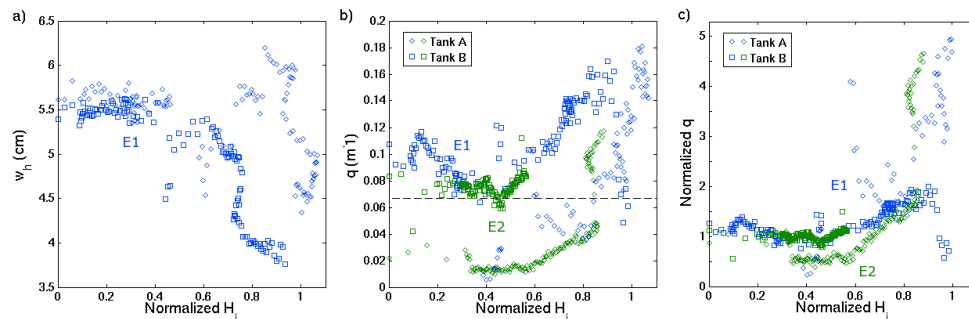 a)
6.5
6
5.5
5
4.5
4
3.5
w_h (cm)
E1
0
0.2
0.4
0.6
0.8
1
Normalized H_i
b)
0.2
0.18
0.16
0.14
0.12
0.10
0.08
0.06
0.04
0.02
0
q (m^-1)
Tank A
Tank B
E1
E2
0
0.2
0.4
0.6
0.8
1
Normalized H_i
c)
5
4
3
2
1
0
Normalized q
Tank A
Tank B
E1
E2
0
0.2
0.4
0.6
0.8
1
Normalized H_i